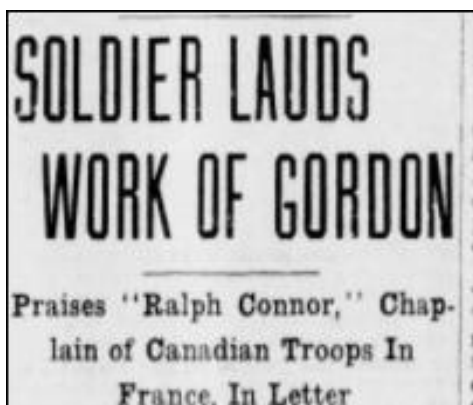 SOLDIER LAUDS
WORK OF GORDON
Praises "Ralph Connor," Chap-
lain of Canadian Troops In
France, In Letter